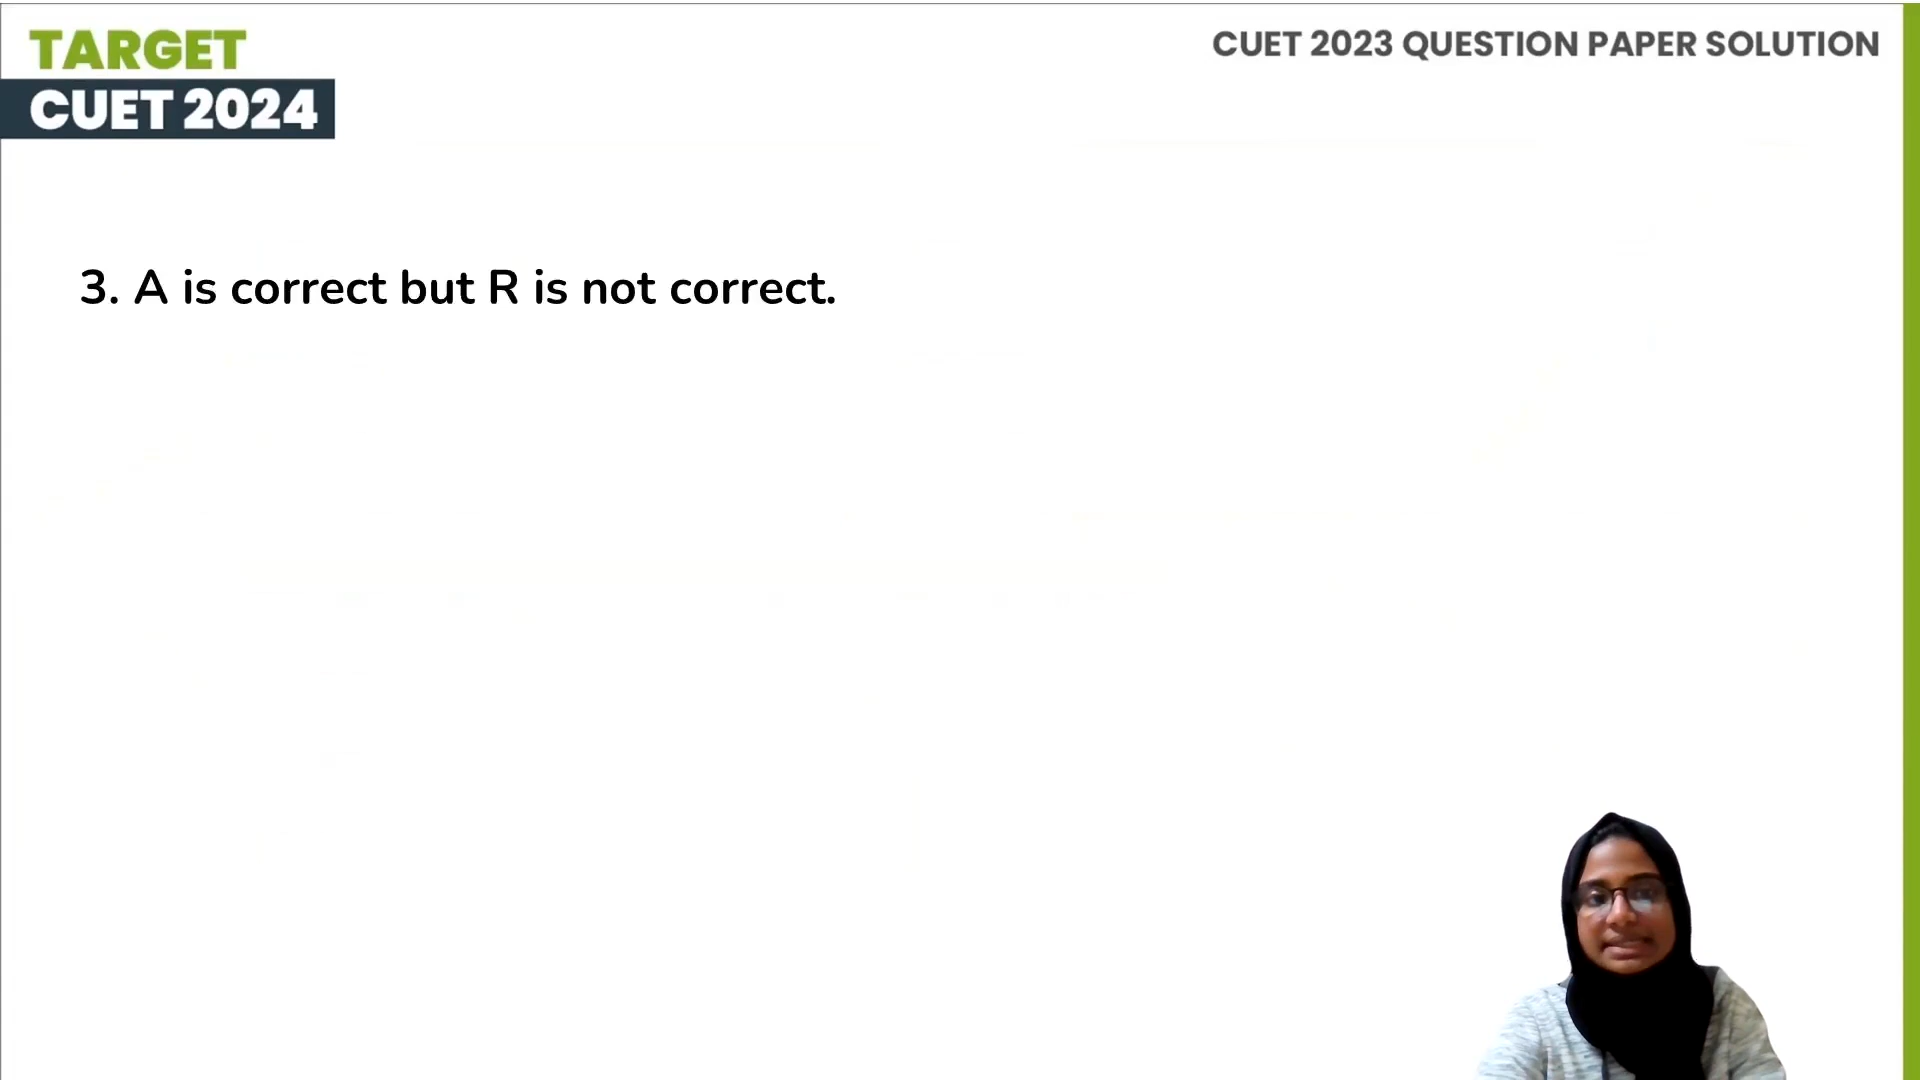 TARGET
CUET 2024
CUET 2023 QUESTION PAPER SOLUTION
3. A is correct but R is not correct.